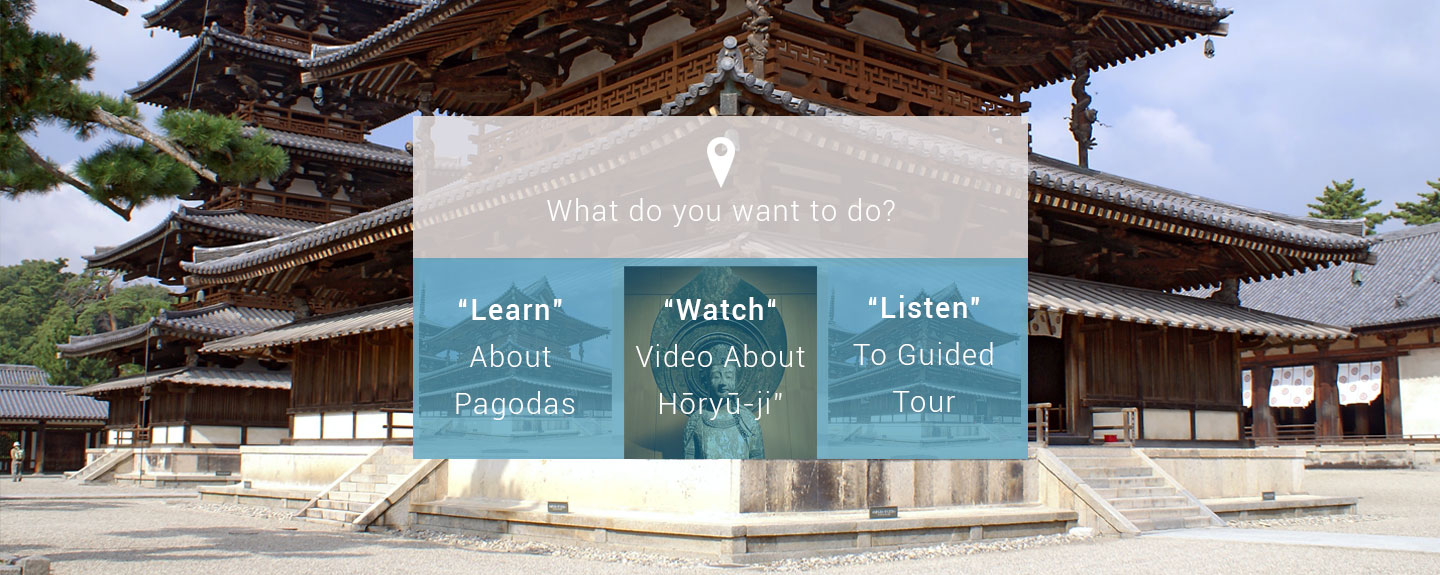 What do you want to do?
“Learn”
About
Pagodas
“Watch“
Video About
Hōryū-ji”
“Listen”
To Guided
Tour